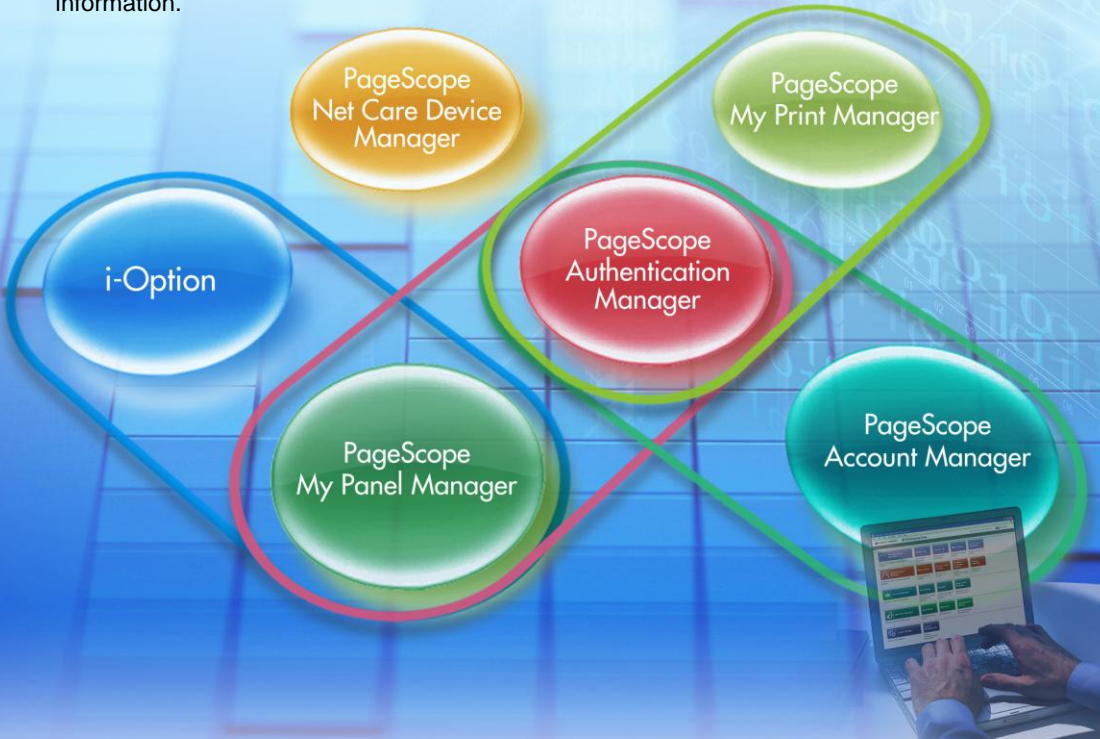 information.
PageScope
Net Care Device
Manager
PageScope
My Print Manager
i-Option
PageScope
Authentication
Manager
PageScope
My Panel Manager
PageScope
Account Manager